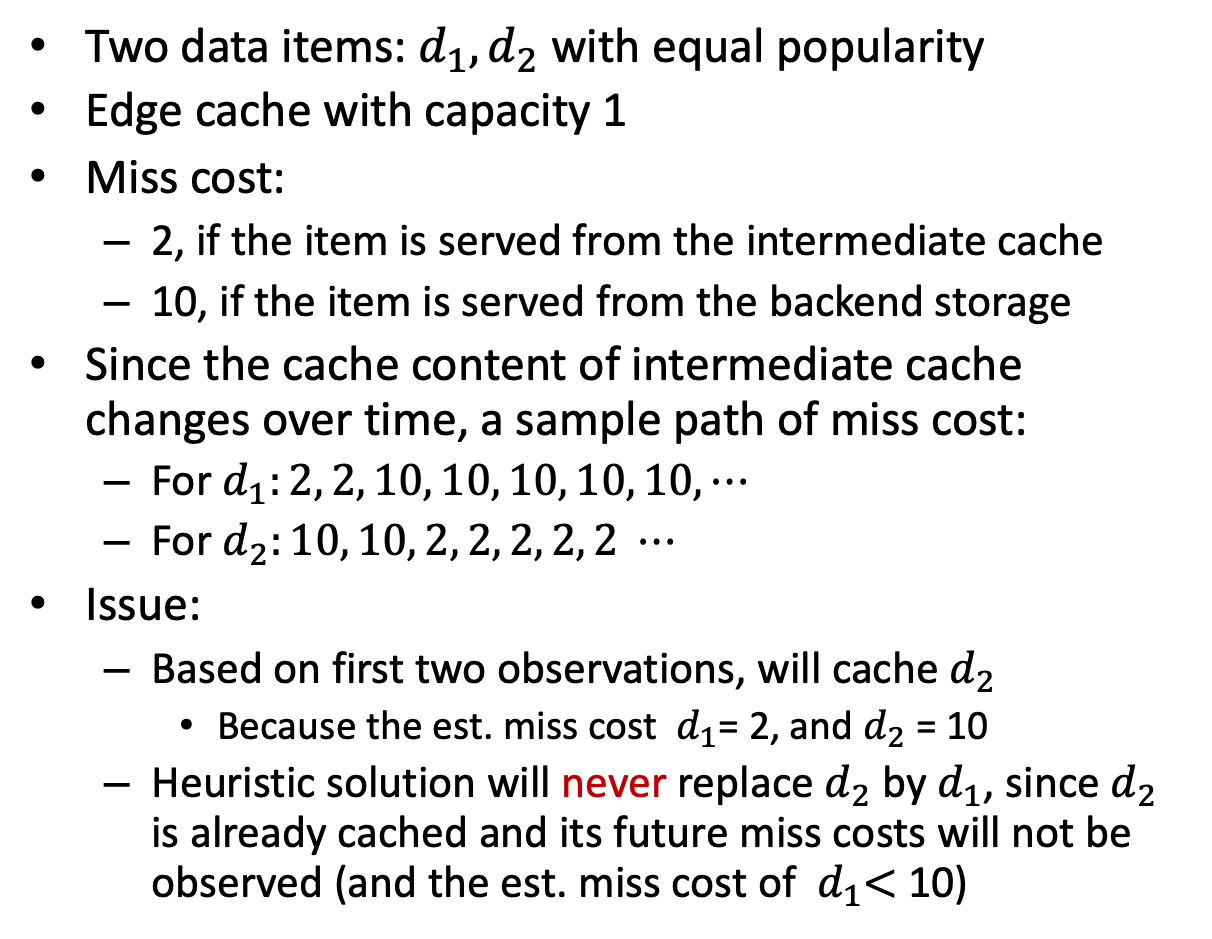 • Two data items: d₁, d₂ with equal popularity
• Edge cache with capacity 1
• Miss cost:
– 2, if the item is served from the intermediate cache
– 10, if the item is served from the backend storage
• Since the cache content of intermediate cache
changes over time, a sample path of miss cost:
– For d₁: 2, 2, 10, 10, 10, 10, 10, ⋯
– For d₂: 10, 10, 2, 2, 2, 2, 2 ⋯
• Issue:
– Based on first two observations, will cache d₂
• Because the est. miss cost d₁= 2, and d₂ = 10
– Heuristic solution will never replace d₂ by d₁, since d₂
is already cached and its future miss costs will not be
observed (and the est. miss cost of d₁< 10)